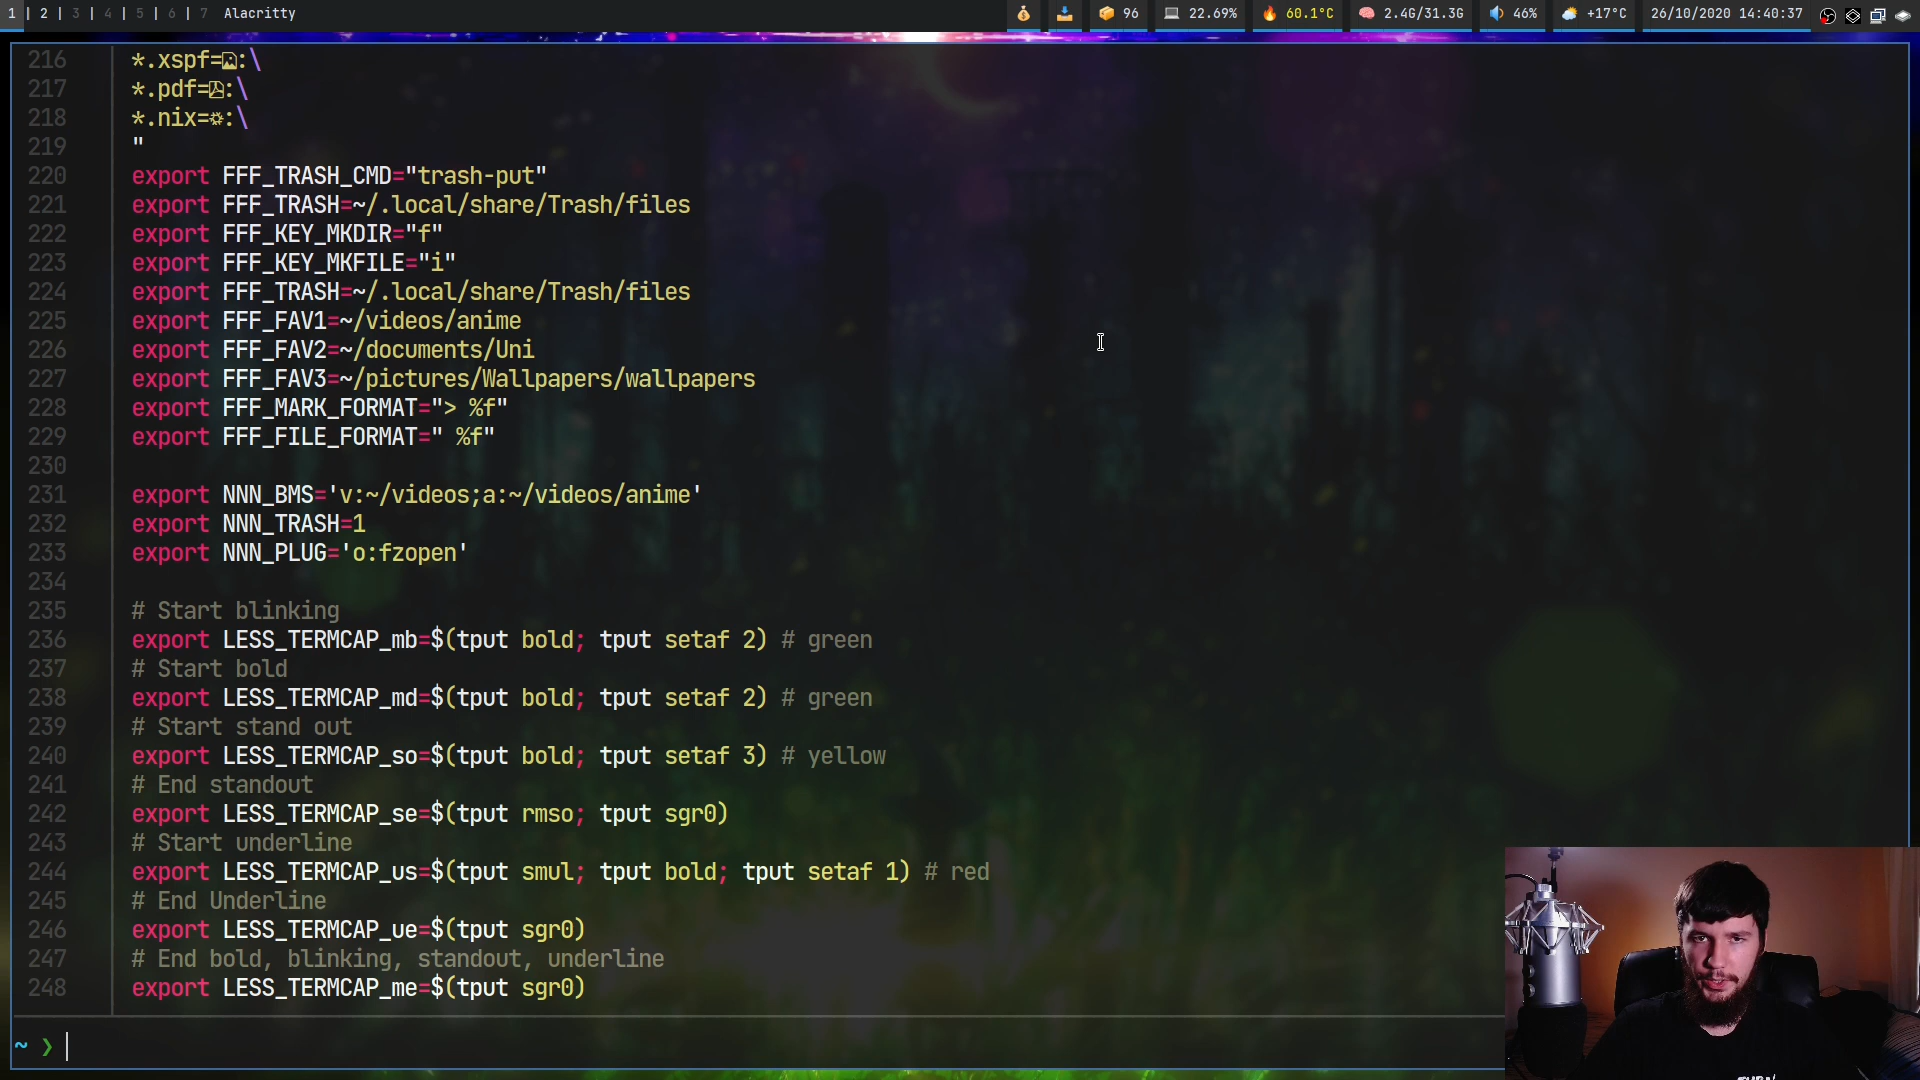 1 | 2 | 3 | 4 | 5 | 6 | 7 Alacritty 96 22.69% 60.1°C 2.4G/31.3G 46% +17°C 26/10/2020 14:40:37
216 *.xspf=:\
217 *.pdf=:\
218 *.nix=:\
219 "
220 export FFF_TRASH_CMD="trash-put"
221 export FFF_TRASH=~/.local/share/Trash/files
222 export FFF_KEY_MKDIR="f"
223 export FFF_KEY_MKFILE="i"
224 export FFF_TRASH=~/.local/share/Trash/files
225 export FFF_FAV1=~/videos/anime
226 export FFF_FAV2=~/documents/Uni
227 export FFF_FAV3=~/pictures/Wallpapers/wallpapers
228 export FFF_MARK_FORMAT="> %f"
229 export FFF_FILE_FORMAT=" %f"
230
231 export NNN_BMS='v:~/videos;a:~/videos/anime'
232 export NNN_TRASH=1
233 export NNN_PLUG='o:fzopen'
234
235 # Start blinking
236 export LESS_TERMCAP_mb=$(tput bold; tput setaf 2) # green
237 # Start bold
238 export LESS_TERMCAP_md=$(tput bold; tput setaf 2) # green
239 # Start stand out
240 export LESS_TERMCAP_so=$(tput bold; tput setaf 3) # yellow
241 # End standout
242 export LESS_TERMCAP_se=$(tput rmso; tput sgr0)
243 # Start underline
244 export LESS_TERMCAP_us=$(tput smul; tput bold; tput setaf 1) # red
245 # End Underline
246 export LESS_TERMCAP_ue=$(tput sgr0)
247 # End bold, blinking, standout, underline
248 export LESS_TERMCAP_me=$(tput sgr0)
~ ❯